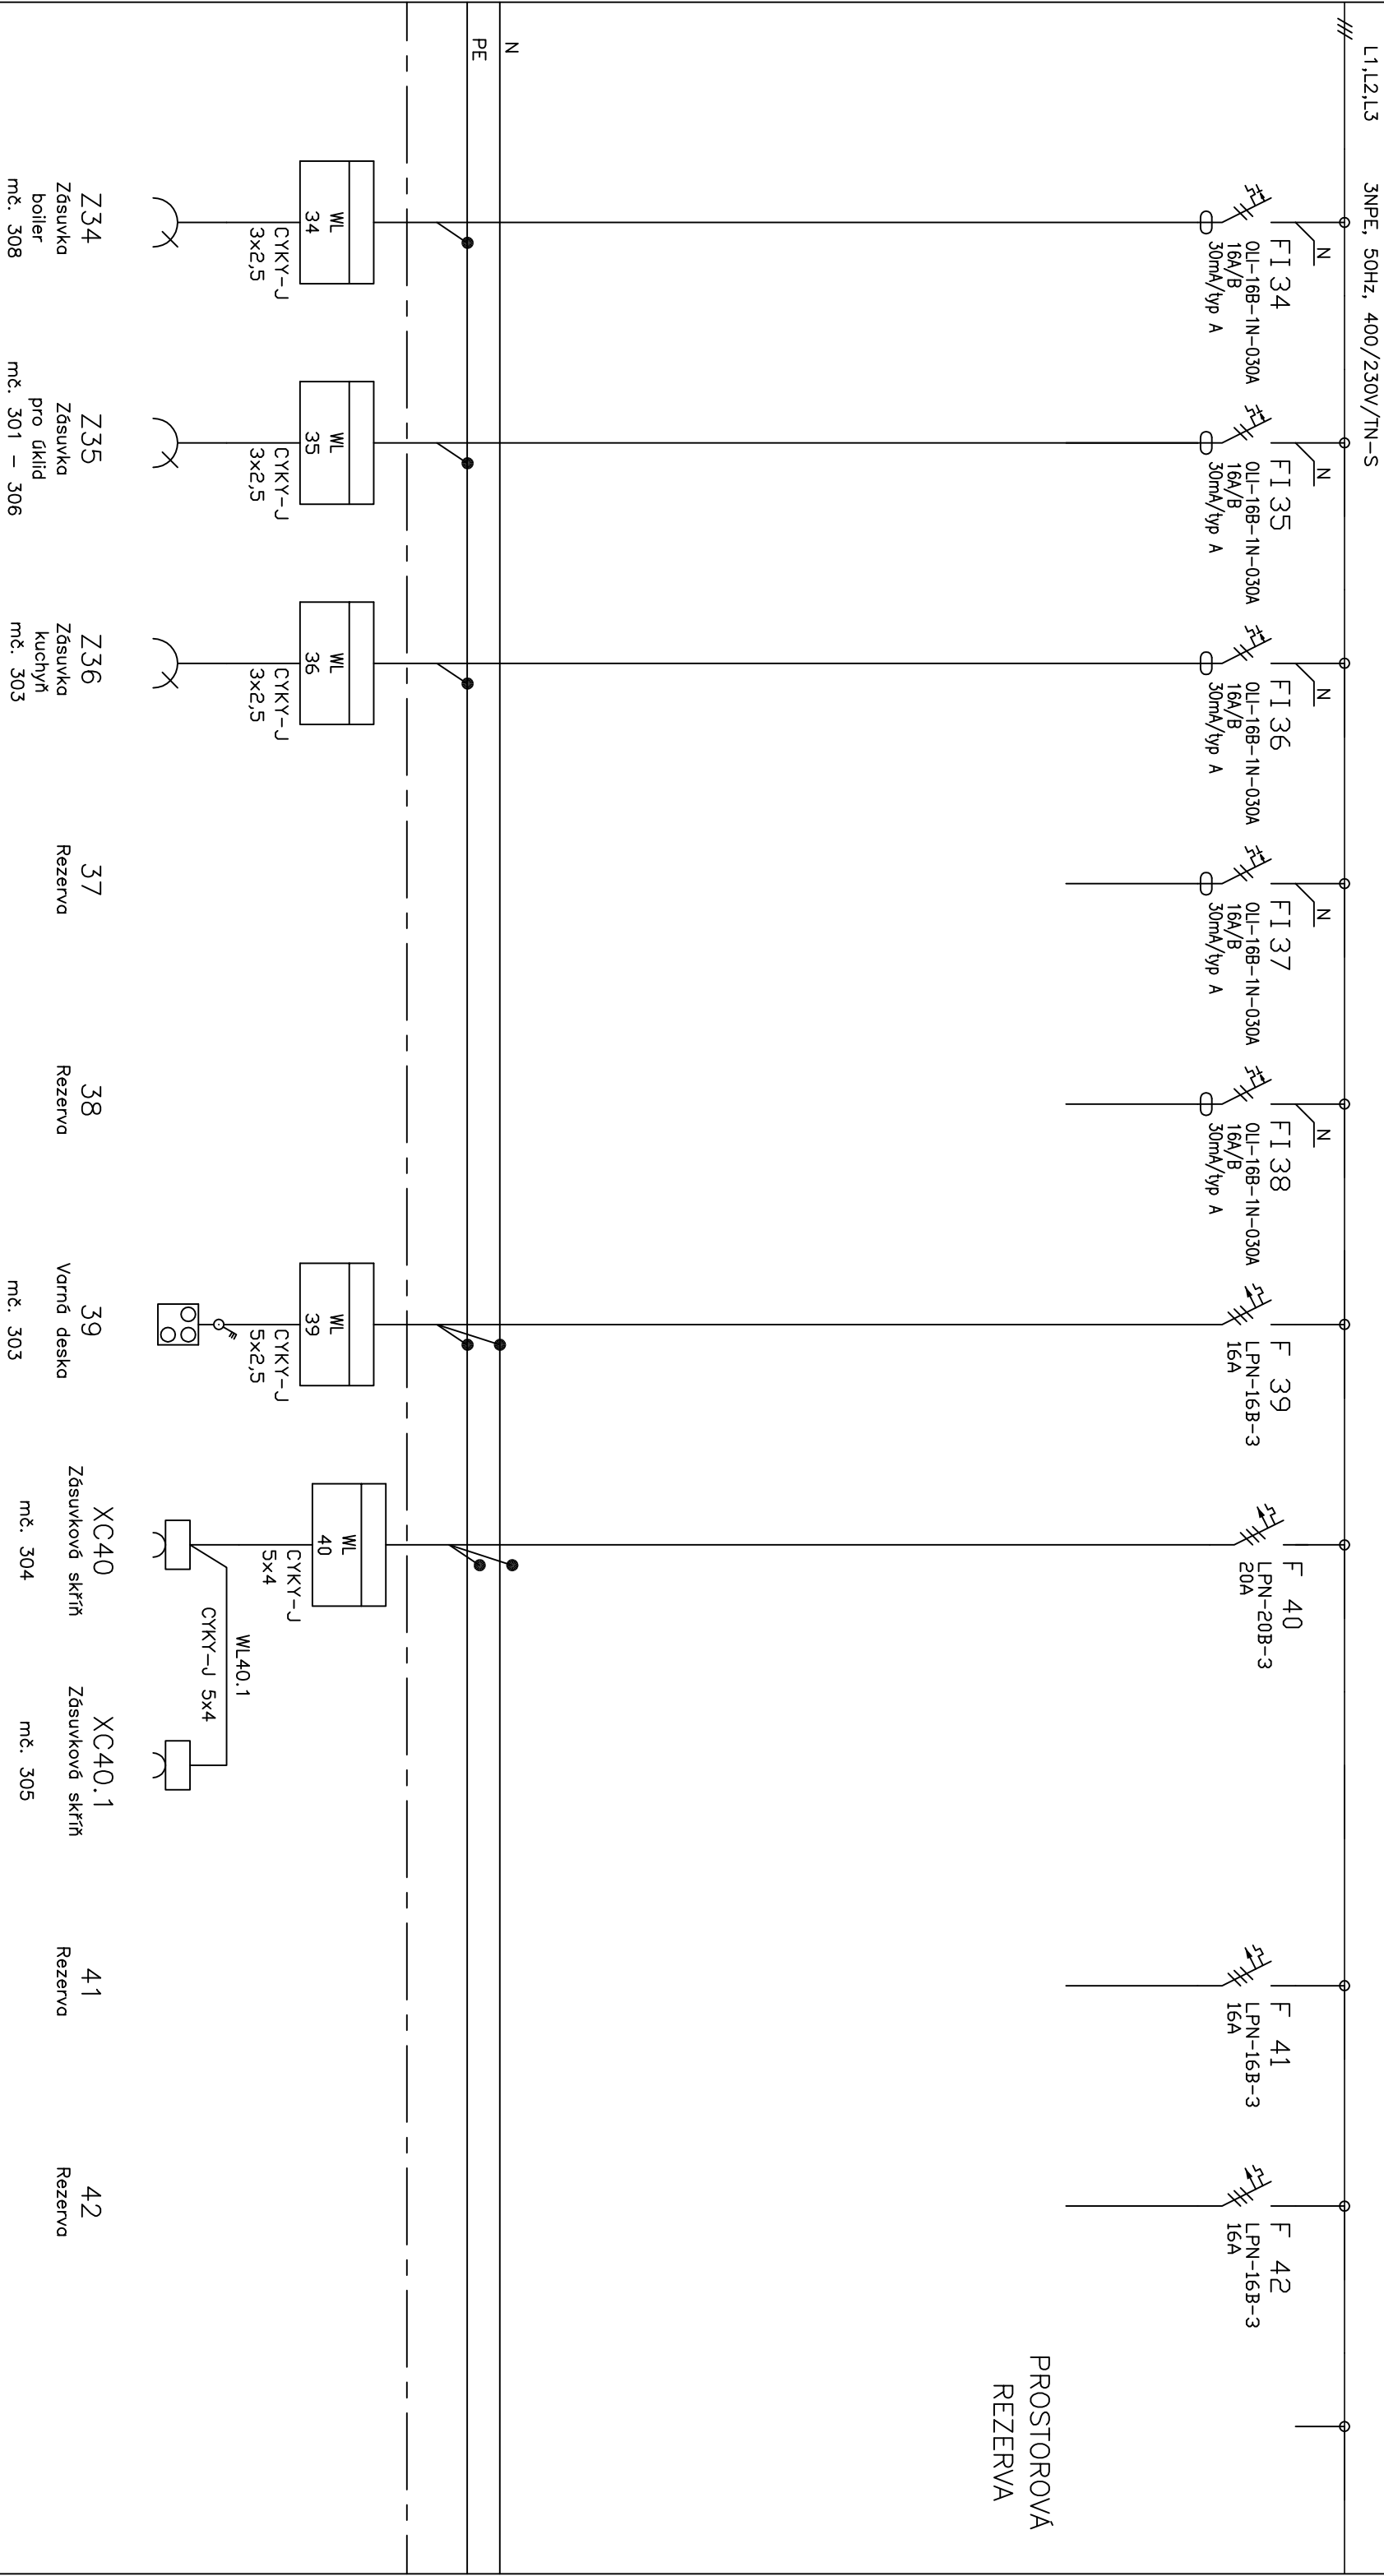 L1,L2,L3 3NPE, 50Hz, 400/230V/TN-S
N
FI 34
OLI-16B-1N-030A
16A/B
30mA/typ A
N
FI 35
OLI-16B-1N-030A
16A/B
30mA/typ A
N
FI 36
OLI-16B-1N-030A
16A/B
30mA/typ A
N
FI 37
OLI-16B-1N-030A
16A/B
30mA/typ A
N
FI 38
OLI-16B-1N-030A
16A/B
30mA/typ A
F 39
LPN-16B-3
16A
F 40
LPN-20B-3
20A
F 41
LPN-16B-3
16A
F 42
LPN-16B-3
16A
PROSTOROVÁ
REZERVA
N
PE
WL
34
CYKY-J
3x2,5
WL
35
CYKY-J
3x2,5
WL
36
CYKY-J
3x2,5
WL
39
CYKY-J
5x2,5
WL
40
CYKY-J
5x4
WL40.1
CYKY-J 5x4
Z34
Zásuvka
boiler
mč. 308
Z35
Zásuvka
pro úklid
mč. 301 - 306
Z36
Zásuvka
kuchyň
mč. 303
37
Rezerva
38
Rezerva
39
Varná deska
mč. 303
XC40
Zásuvková skříň
mč. 304
XC40.1
Zásuvková skříň
mč. 305
41
Rezerva
42
Rezerva